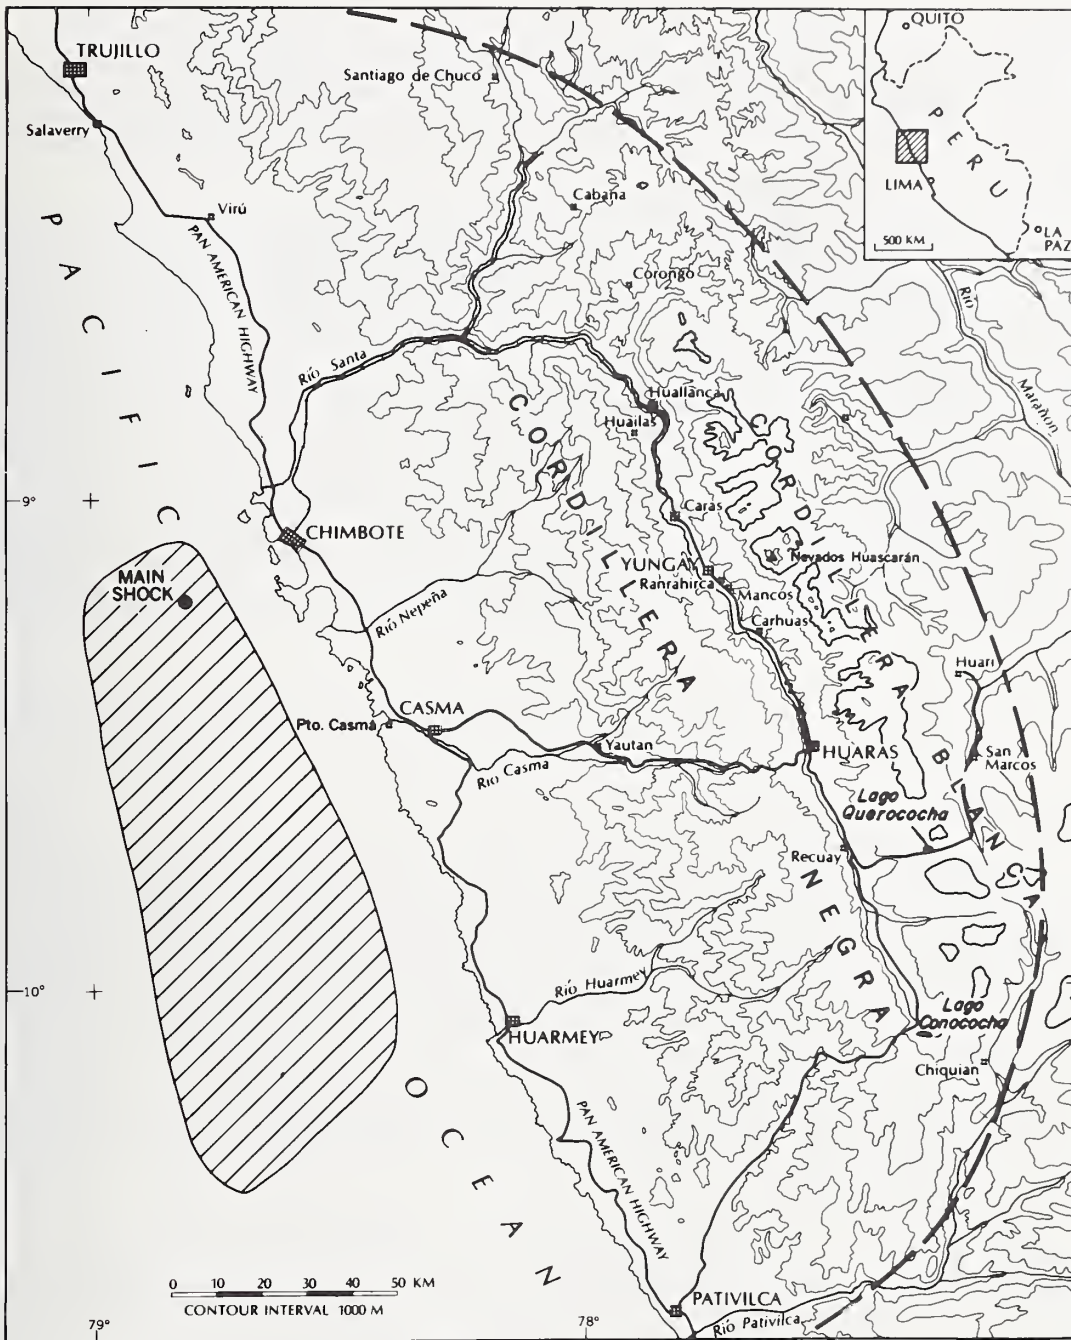 TRUJILLO
Santiago de Chuco
QUITO
PERU
LIMA
LA PAZ
500 KM
Salaverry
Virú
Cabana
Corongo
PAN AMERICAN HIGHWAY
PACIFIC
OCEAN
Río Santa
RÍO
Marañon
Huallanca
Huailas
CORDILLERA
NEGRA
CORDILLERA
BLANCA
9°
CHIMBOTE
Caras
Nevados Huascarán
YUNGAY
Ranrahirca
Mancos
MAIN
SHOCK
Río Nepeña
Carhuas
Huari
CASMA
Pto. Casma
Yautan
HUARAS
San
Marcos
Río Casma
Lago
Querococha
Recuay
10°
Río Huarmey
HUARMEY
Lago
Conococha
Chiquian
PAN AMERICAN HIGHWAY
0 10 20 30 40 50 KM
CONTOUR INTERVAL 1000 M
PATIVILCA
Río Pativilca
79°
78°